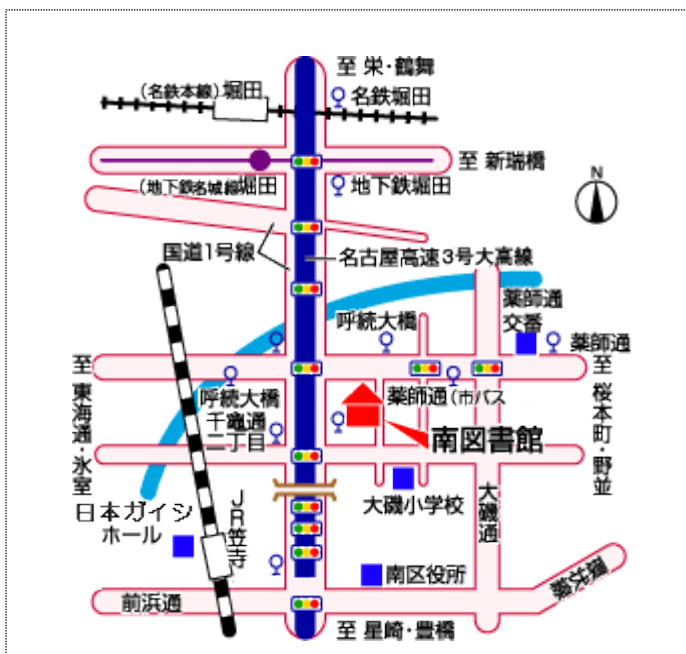 至 栄・鶴舞
(名鉄本線)堀田
名鉄堀田
至 新瑞橋
(地下鉄名城線)堀田
地下鉄堀田
N
国道1号線
名古屋高速3号大高線
薬師通
交番
呼続大橋
薬師通
至 東海通・氷室
呼続大橋
千竈通
二丁目
薬師通(市バス
至 桜本町・野並
南図書館
日本ガイシ
ホール
JR笠寺
大磯小学校
大磯通
南区役所
前浜通
至 星崎・豊橋